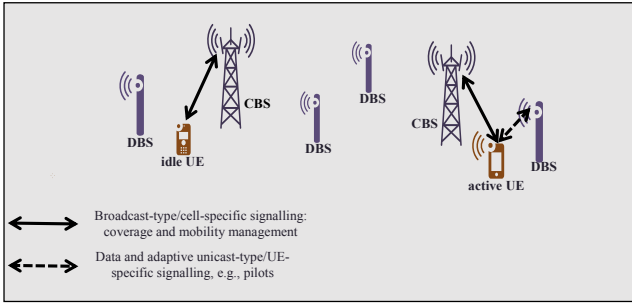 DBS
CBS
DBS
idle UE
DBS
CBS
DBS
active UE
Broadcast-type/cell-specific signalling:
coverage and mobility management
Data and adaptive unicast-type/UE-
specific signalling, e.g., pilots